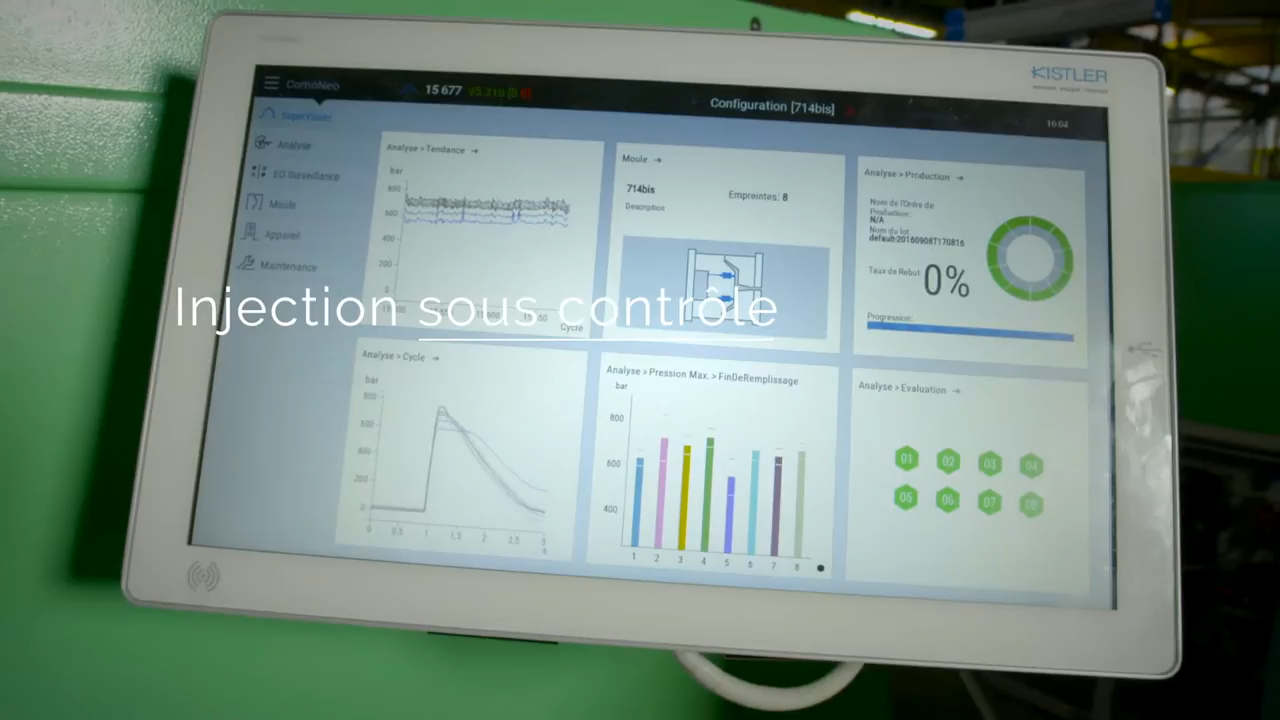 KISTLER
ComoNeo
15 677
Configuration [714bis]
16:04
SuperVision
Analyse
EO Surveillance
Moule
Appareil
Maintenance
Analyse > Tendance →
bar
800
600
400
200
Cycle
Moule →
714bis
Empreintes: 8
Description
Analyse > Production →
Nom de l'Ordre de
Production:
N/A
Nom du lot:
default:20160908T170816
Taux de Rebut: 0%
Progression:
Injection sous contrôle
Analyse > Cycle →
bar
800
600
400
200
0
0 0,5 1 1,5 2 2,5 3
s
Analyse > Pression Max. > FinDeRemplissage
bar
800
600
400
1 2 3 4 5 6 7 8
Analyse > Evaluation →
01 02 03 04
05 06 07 08